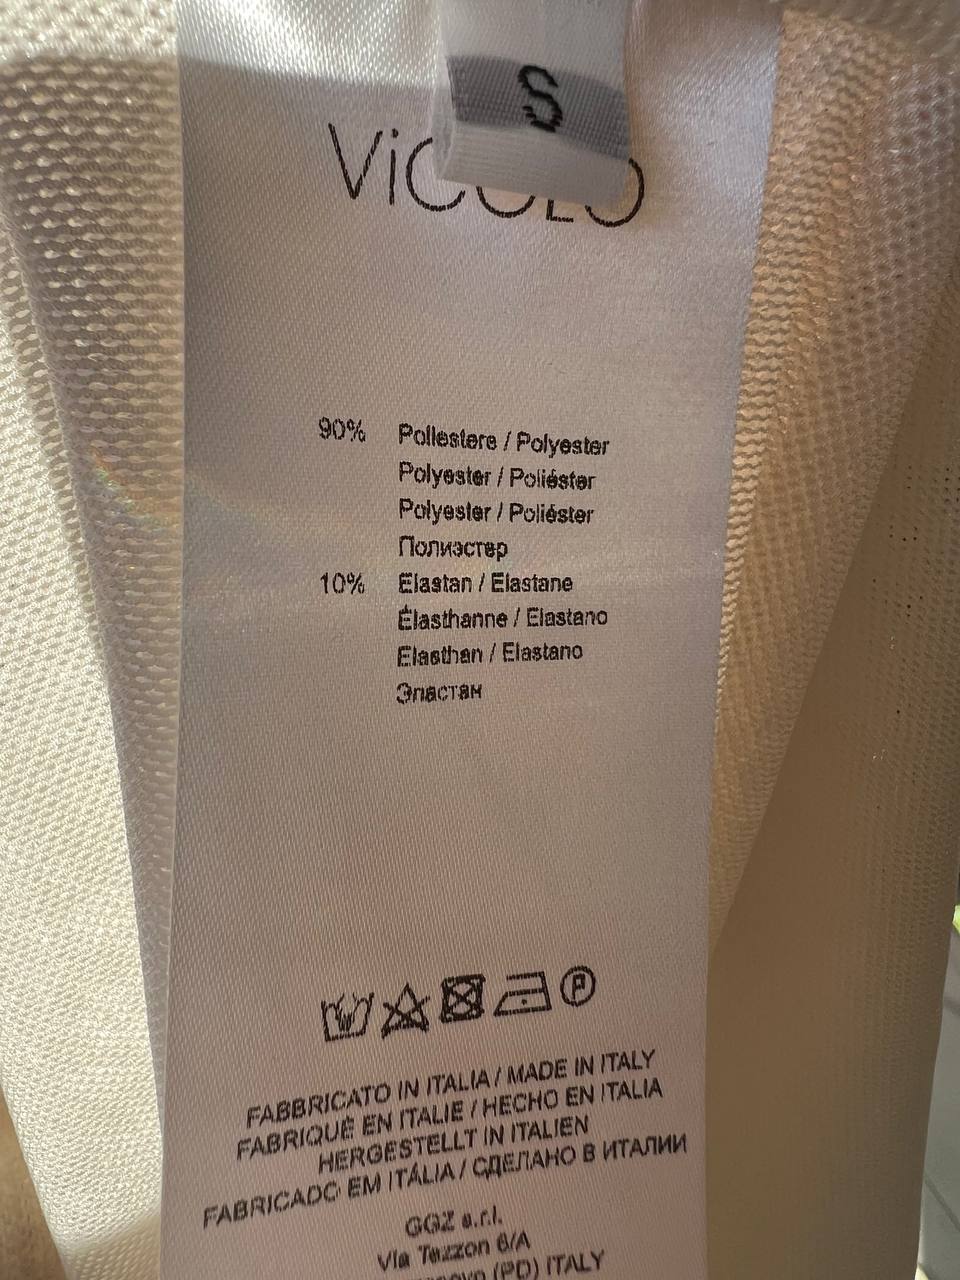 S
ViCOLO
90% Poliestere / Polyester
Polyester / Poliéster
Polyester / Poliéster
Полиэстер
10% Elastan / Elastane
Élasthanne / Elastano
Elasthan / Elastano
Эластан
P
FABBRICATO IN ITALIA / MADE IN ITALY
FABRIQUÉ EN ITALIE / HECHO EN ITALIA
HERGESTELLT IN ITALIEN
FABRICADO EM ITÁLIA / СДЕЛАНО В ИТАЛИИ
GGZ s.r.l.
Via Tezzon 6/A
(PD) ITALY